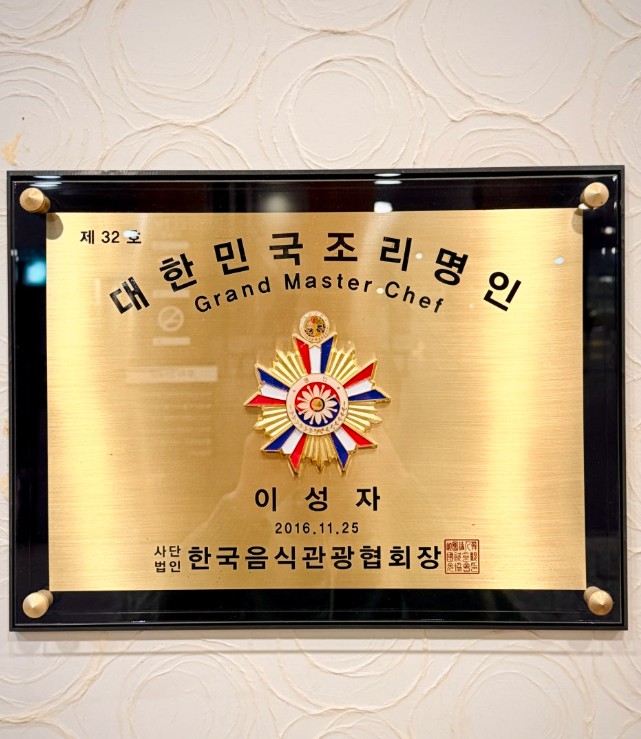 제 32 호
대한민국조리명인
Grand Master Chef
이성자
2016.11.25
사단법인 한국음식관광협회장